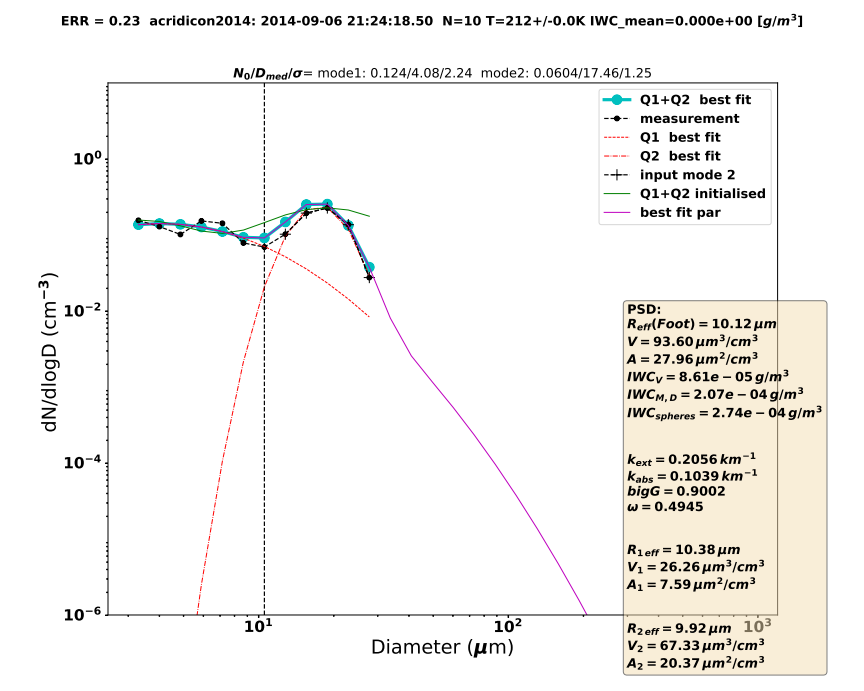 ERR = 0.23 acridicon2014: 2014-09-06 21:24:18.50 N=10 T=212+/-0.0K IWC_mean=0.000e+00 [g/m³]
N₀/D_med/σ= mode1: 0.124/4.08/2.24 mode2: 0.0604/17.46/1.25
Q1+Q2 best fit
measurement
Q1 best fit
Q2 best fit
input mode 2
Q1+Q2 initialised
best fit par
10⁰
10⁻²
10⁻⁴
10⁻⁶
dN/dlogD (cm⁻³)
10¹
10²
10³
Diameter (μm)
PSD:
R_eff(Foot) = 10.12 μm
V = 93.60 μm³/cm³
A = 27.96 μm²/cm³
IWC_V = 8.61e − 05 g/m³
IWC_M,D = 2.07e − 04 g/m³
IWC_spheres = 2.74e − 04 g/m³
k_ext = 0.2056 km⁻¹
k_abs = 0.1039 km⁻¹
bigG = 0.9002
ω = 0.4945
R_1eff = 10.38 μm
V₁ = 26.26 μm³/cm³
A₁ = 7.59 μm²/cm³
R_2eff = 9.92 μm
V₂ = 67.33 μm³/cm³
A₂ = 20.37 μm²/cm³